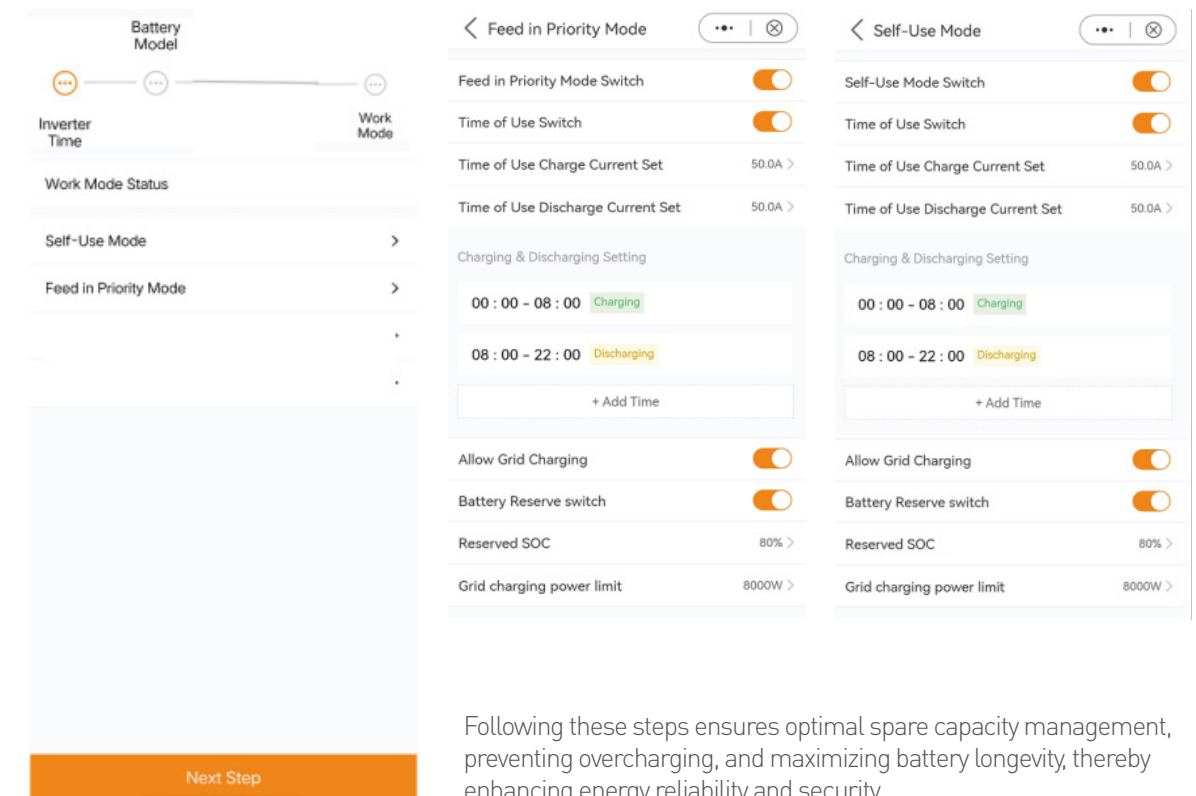 Battery
Model
Inverter
Time
Work
Mode
Work Mode Status
Self-Use Mode
Feed in Priority Mode
Next Step
Feed in Priority Mode
Feed in Priority Mode Switch
Time of Use Switch
Time of Use Charge Current Set 50.0A
Time of Use Discharge Current Set 50.0A
Charging & Discharging Setting
00 : 00 - 08 : 00 Charging
08 : 00 - 22 : 00 Discharging
+ Add Time
Allow Grid Charging
Battery Reserve switch
Reserved SOC 80%
Grid charging power limit 8000W
Self-Use Mode
Self-Use Mode Switch
Time of Use Switch
Time of Use Charge Current Set 50.0A
Time of Use Discharge Current Set 50.0A
Charging & Discharging Setting
00 : 00 - 08 : 00 Charging
08 : 00 - 22 : 00 Discharging
+ Add Time
Allow Grid Charging
Battery Reserve switch
Reserved SOC 80%
Grid charging power limit 8000W
Following these steps ensures optimal spare capacity management,
preventing overcharging, and maximizing battery longevity, thereby
enhancing energy reliability and security